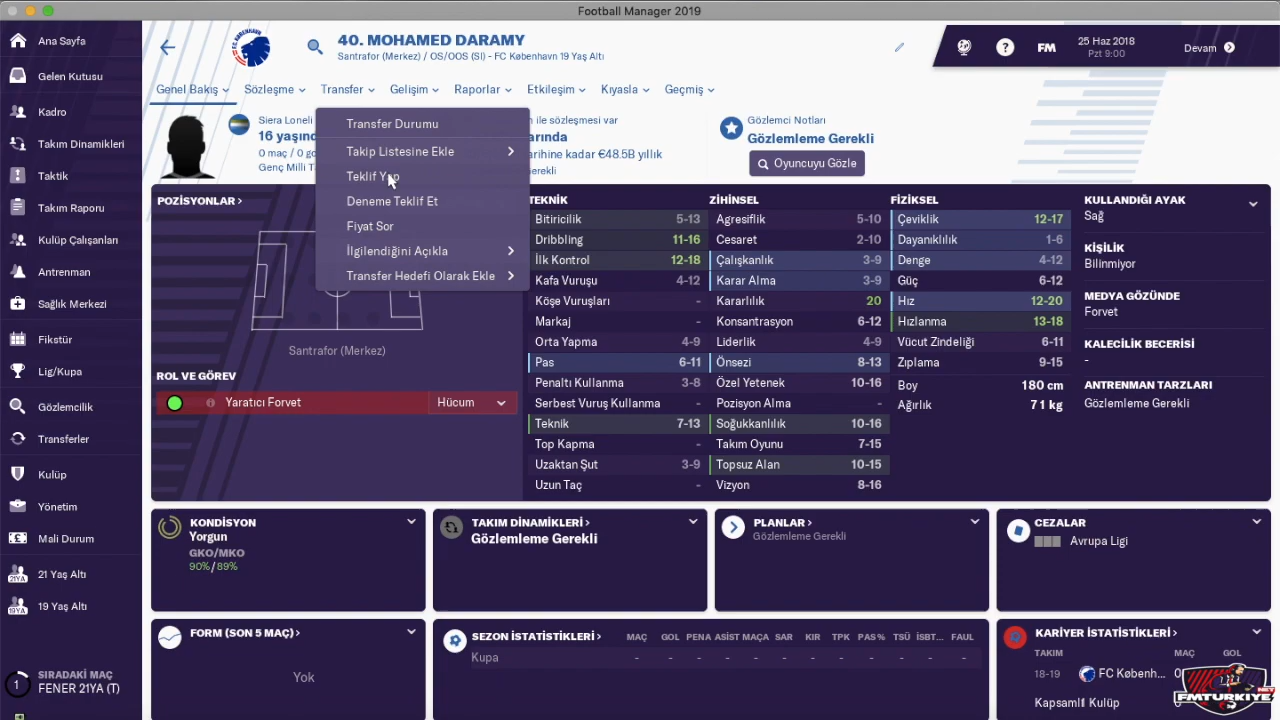 Football Manager 2019
Ana Sayfa
Gelen Kutusu
Kadro
Takım Dinamikleri
Taktik
Takım Raporu
Kulüp Çalışanları
Antrenman
Sağlık Merkezi
Fikstür
Lig/Kupa
Gözlemcilik
Transferler
Kulüp
Yönetim
Mali Durum
21YA
21 Yaş Altı
19YA
19 Yaş Altı
1
SIRADAKİ MAÇ
FENER 21YA (T)
40. MOHAMED DARAMY
Santrafor (Merkez) / OS/OOS (Sl) - FC København 19 Yaş Altı
FM
25 Haz 2018
Pzt 9:00
Devam
Genel Bakış
Sözleşme
Transfer
Gelişim
Raporlar
Etkileşim
Kıyasla
Geçmiş
Transfer Durumu
Takip Listesine Ekle
Teklif Yap
Deneme Teklif Et
Fiyat Sor
İlgilendiğini Açıkla
Transfer Hedefi Olarak Ekle
Siera Loneli
16 yaşınd
0 maç / 0 go
Genç Milli T
ile sözleşmesi var
arında
arihine kadar €48.5B yıllık
erekli
Gözlemci Notları
Gözlemleme Gerekli
Oyuncuyu Gözle
POZİSYONLAR >
Santrafor (Merkez)
ROL VE GÖREV
Yaratıcı Forvet
Hücum
TEKNİK
Bitiricilik 5-13
Dribbling 11-16
İlk Kontrol 12-18
Kafa Vuruşu 4-12
Köşe Vuruşları -
Markaj -
Orta Yapma 4-9
Pas 6-11
Penaltı Kullanma 3-8
Serbest Vuruş Kullanma -
Teknik 7-13
Top Kapma -
Uzaktan Şut 3-9
Uzun Taç -
ZİHİNSEL
Agresiflik 5-10
Cesaret 2-10
Çalışkanlık 3-9
Karar Alma 3-9
Kararlılık 20
Konsantrasyon 6-12
Liderlik 4-9
Önsezi 8-13
Özel Yetenek 10-16
Pozisyon Alma -
Soğukkanlılık 10-16
Takım Oyunu 7-15
Topsuz Alan 10-15
Vizyon 8-16
FİZİKSEL
Çeviklik 12-17
Dayanıklılık 1-6
Denge 4-12
Güç 6-12
Hız 12-20
Hızlanma 13-18
Vücut Zindeliği 6-11
Zıplama 9-15
Boy 180 cm
Ağırlık 71 kg
KULLANDIĞI AYAK
Sağ
KİŞİLİK
Bilinmiyor
MEDYA GÖZÜNDE
Forvet
KALECİLİK BECERİSİ
-
ANTRENMAN TARZLARI
Gözlemleme Gerekli
KONDİSYON
Yorgun
GKO/MKO
90% / 89%
TAKIM DİNAMİKLERİ >
Gözlemleme Gerekli
PLANLAR >
Gözlemleme Gerekli
CEZALAR
Avrupa Ligi
FORM (SON 5 MAÇ) >
Yok
SEZON İSTATİSTİKLERİ > MAÇ GOL PENA ASİST MAÇA SAR KIR TPK PAS % TSÜ İSBT... FAUL
Kupa - - - - - - - - - - - -
KARİYER İSTATİSTİKLERİ >
TAKIM MAÇ GOL
18-19 FC Københ... 0
Kapsamlı Kulüp
FMTURKIYE
NET